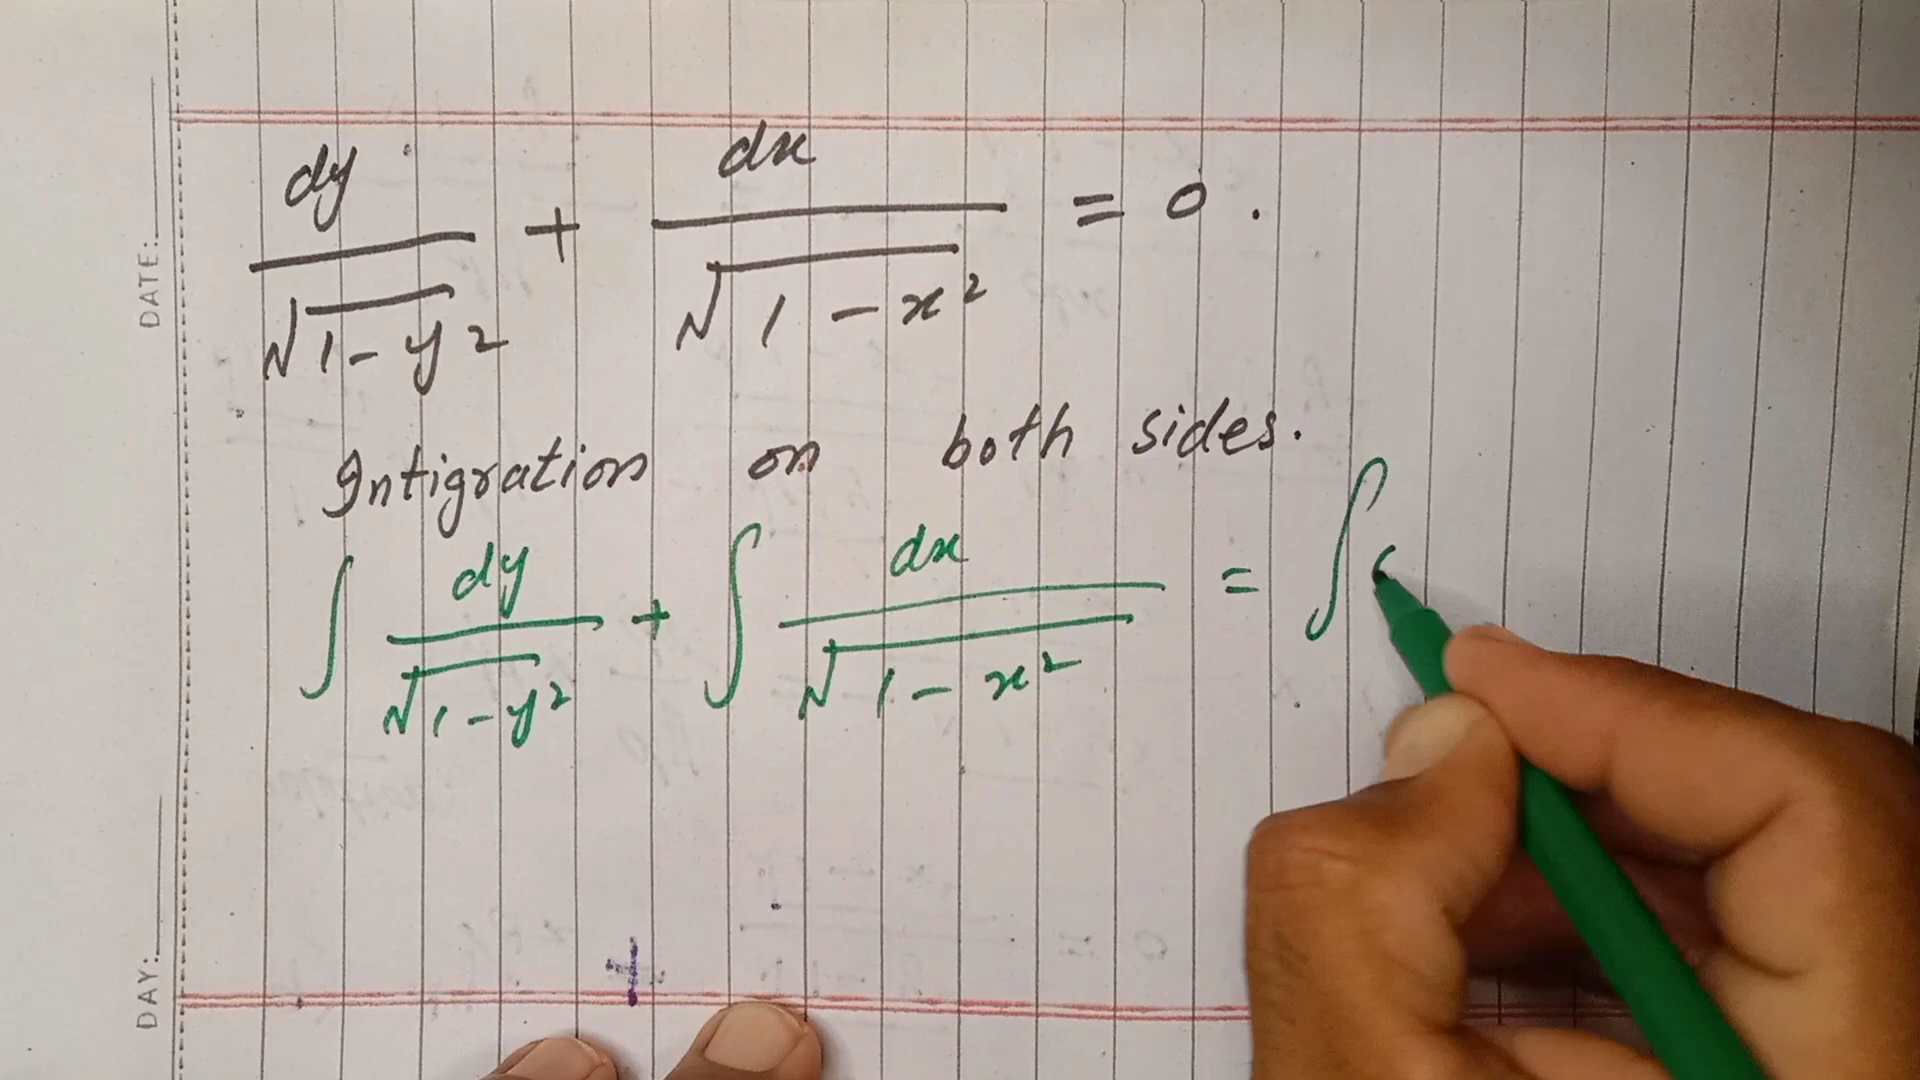 DATE:
dy/√1-y² + dx/√1-x² = 0.
Intigration on both sides.
∫ dy/√1-y² + ∫ dx/√1-x² = ∫
DAY: